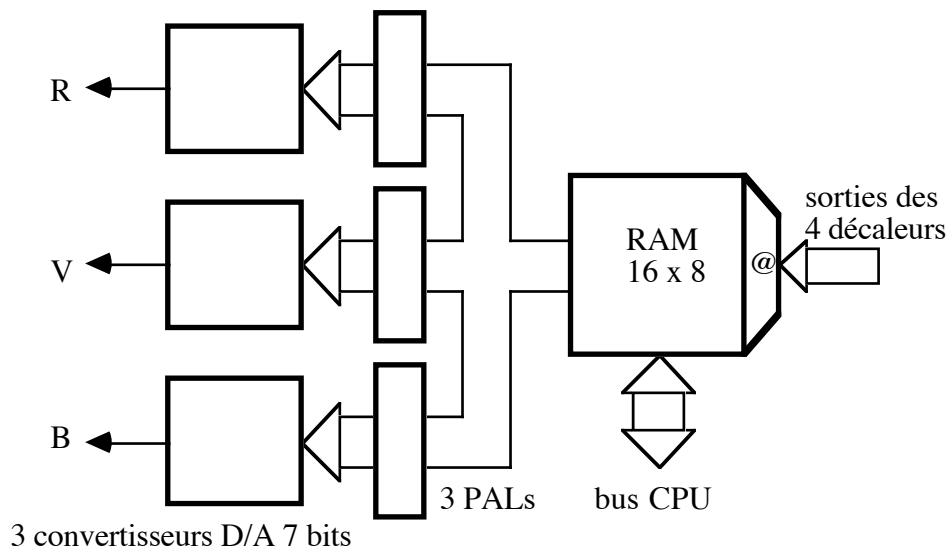 R
sorties des
4 décaleurs
RAM
16 x 8
@
V
B
3 PALs
bus CPU
3 convertisseurs D/A 7 bits